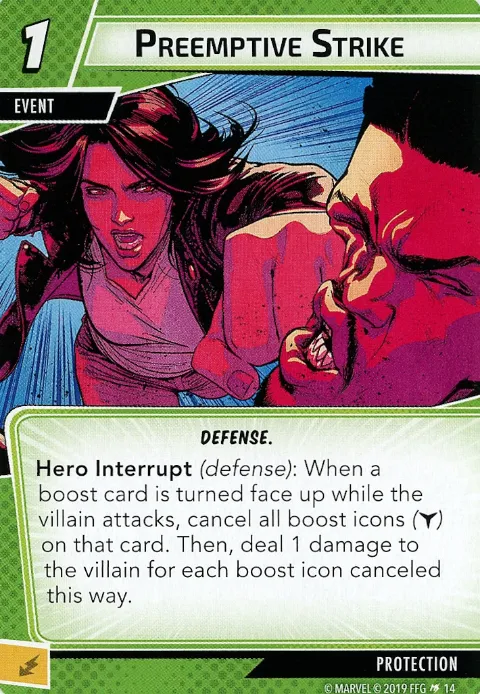 1
PREEMPTIVE STRIKE
EVENT
DEFENSE.
Hero Interrupt (defense): When a
boost card is turned face up while the
villain attacks, cancel all boost icons ( )
on that card. Then, deal 1 damage to
the villain for each boost icon canceled
this way.
PROTECTION
© MARVEL © 2019 FFG 14